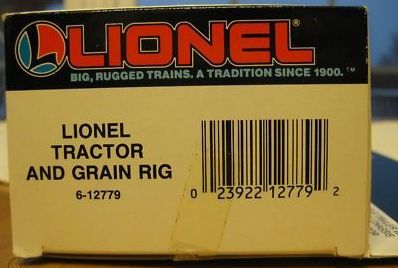 LIONEL®
BIG, RUGGED TRAINS. A TRADITION SINCE 1900.™
LIONEL
TRACTOR
AND GRAIN RIG
6-12779
0 23922 12779 2